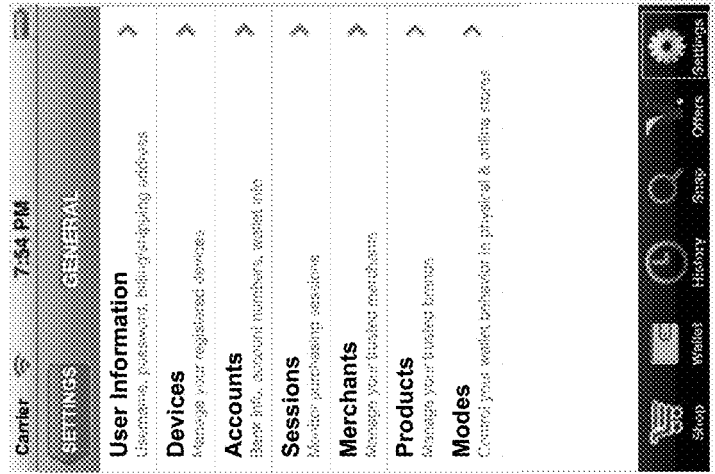 Carrier 7:54 PM
SETTINGS GENERAL
User Information
Username, password, billing/shipping address
Devices
Manage your registered devices
Accounts
Bank info, account numbers, wallet info
Sessions
Monitor purchasing sessions
Merchants
Manage your trusted merchants
Products
Manage your trusted brands
Modes
Control your wallet behavior in physical & online stores
Shop Wallet History Snap Offers Settings